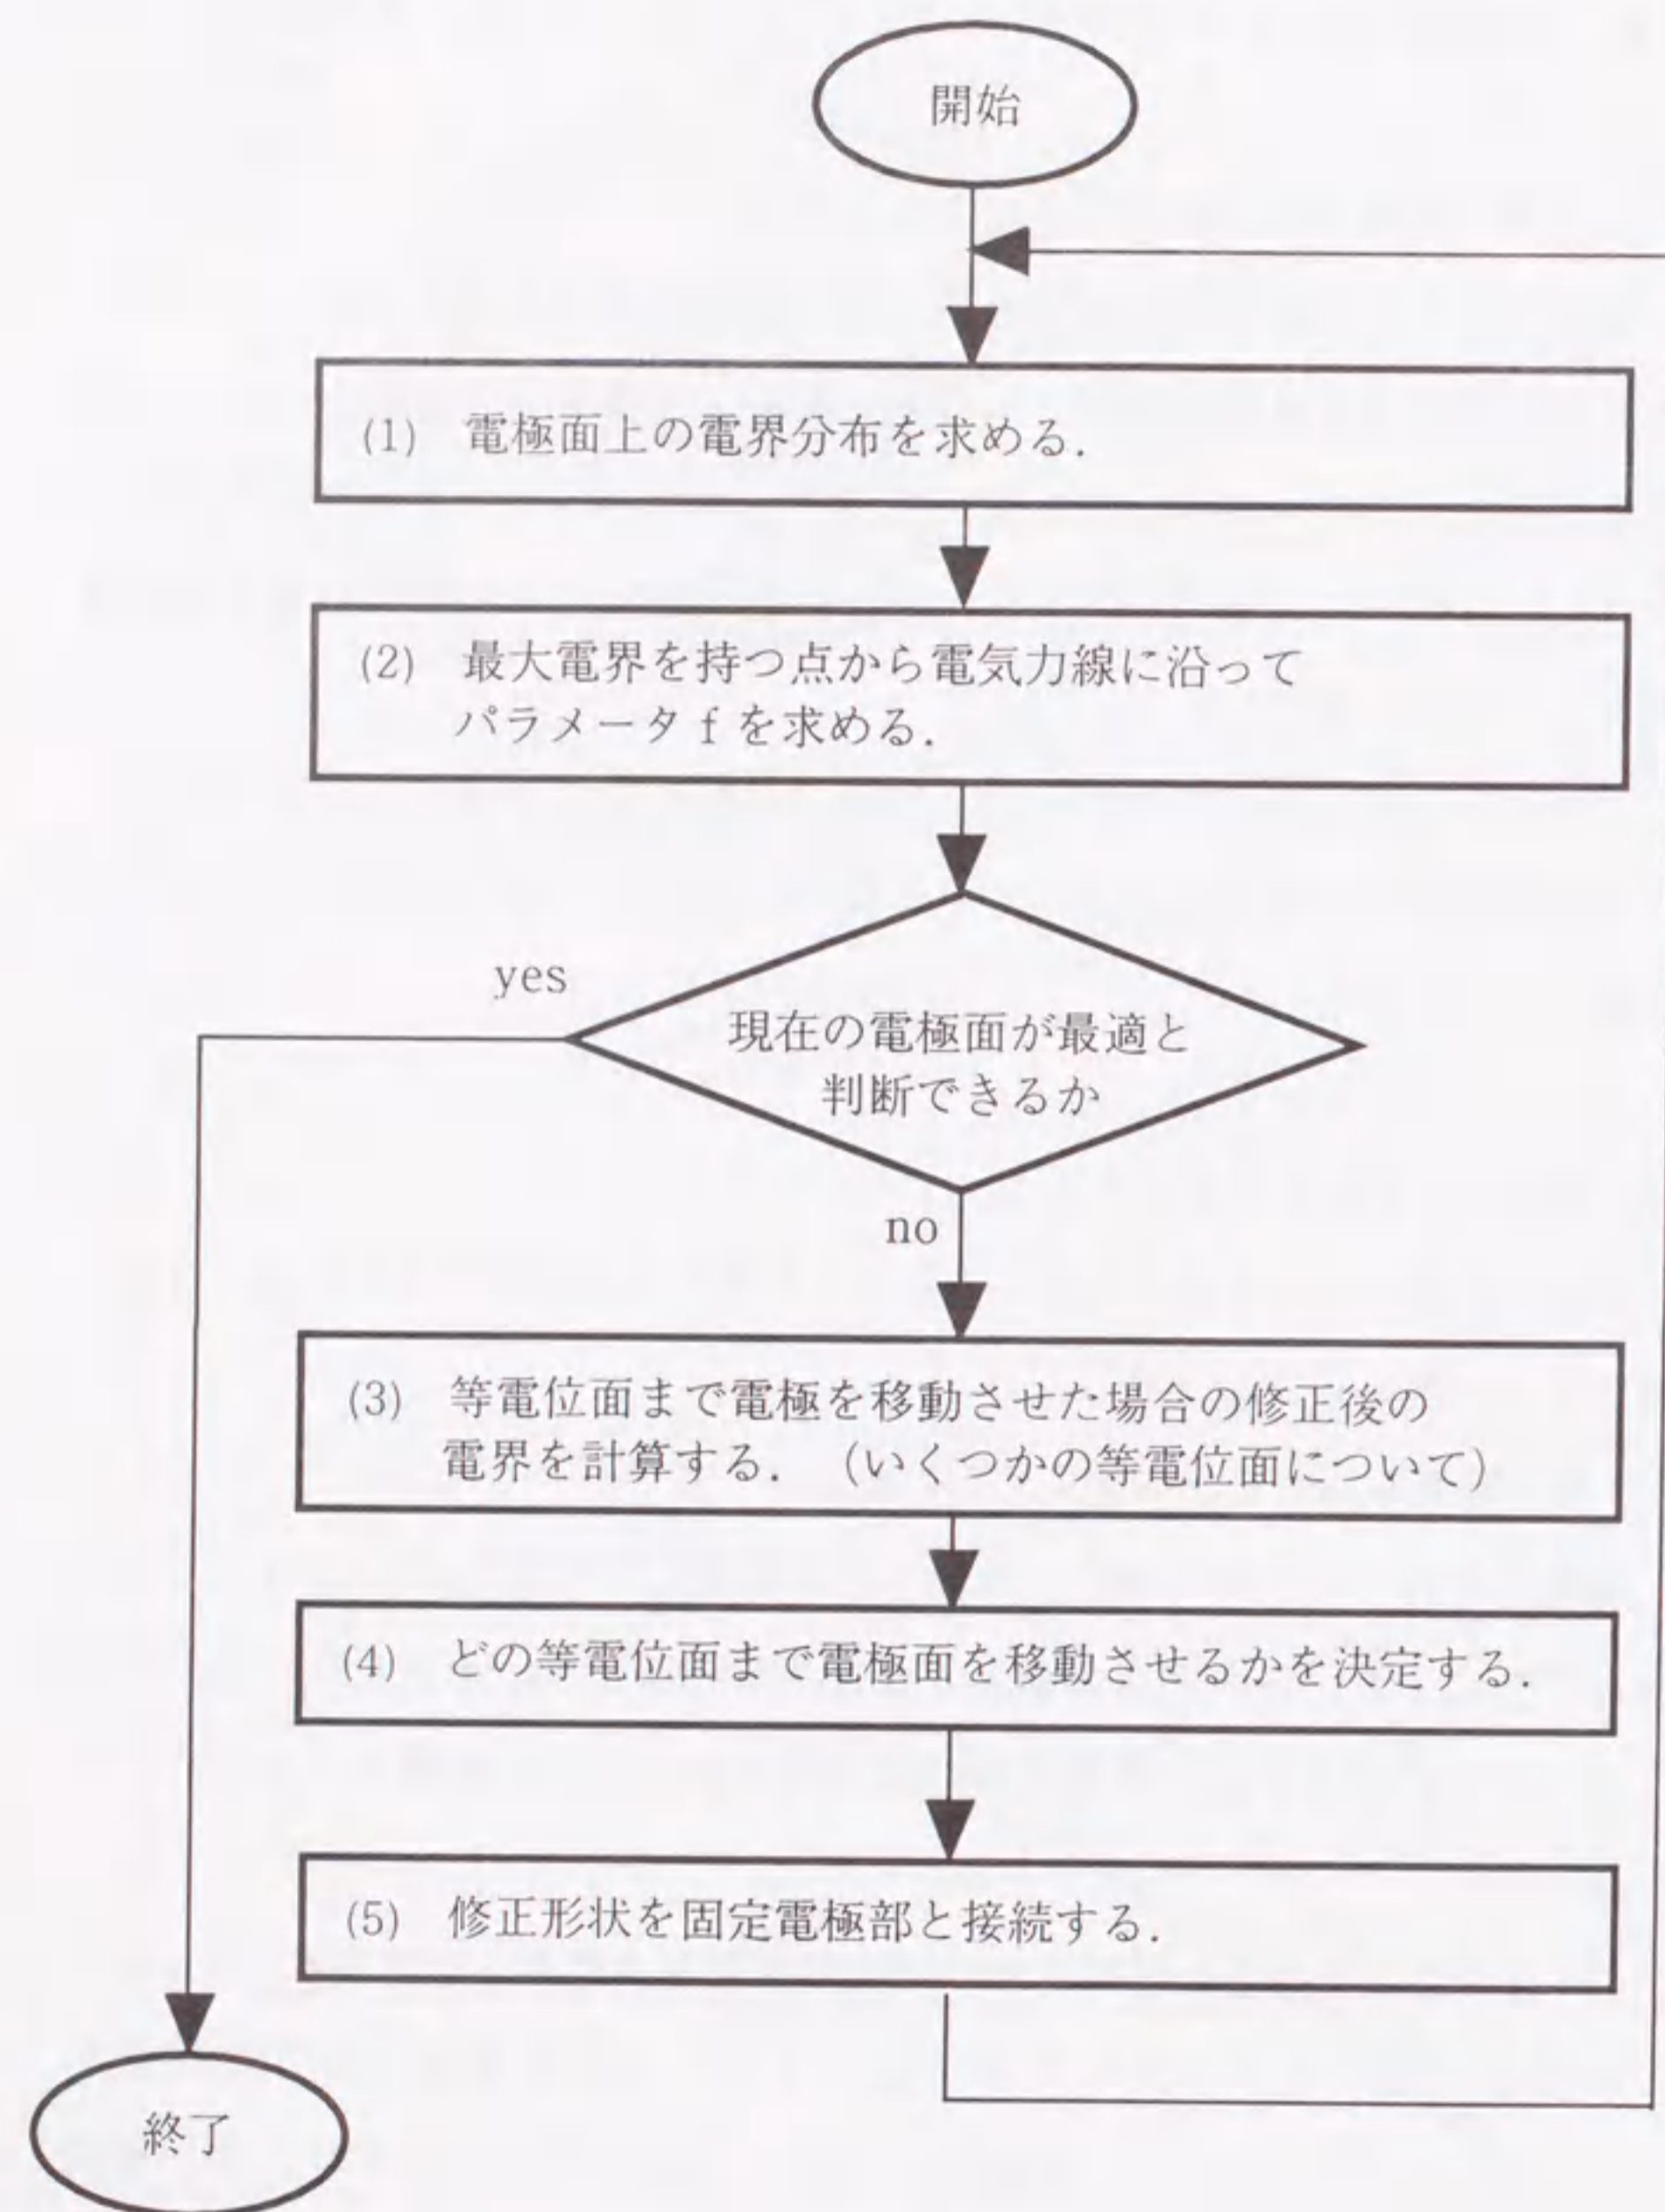 開始
(1) 電極面上の電界分布を求める.
(2) 最大電界を持つ点から電気力線に沿って
パラメータfを求める.
yes
現在の電極面が最適と
判断できるか
no
(3) 等電位面まで電極を移動させた場合の修正後の
電界を計算する. (いくつかの等電位面について)
(4) どの等電位面まで電極面を移動させるかを決定する.
(5) 修正形状を固定電極部と接続する.
終了